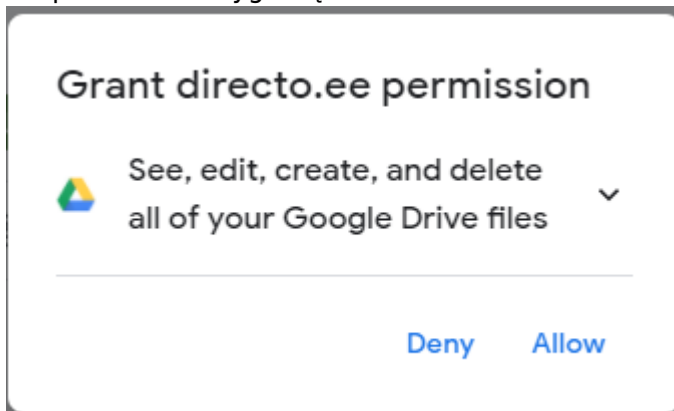 Grant directo.ee permission
See, edit, create, and delete
all of your Google Drive files
Deny Allow